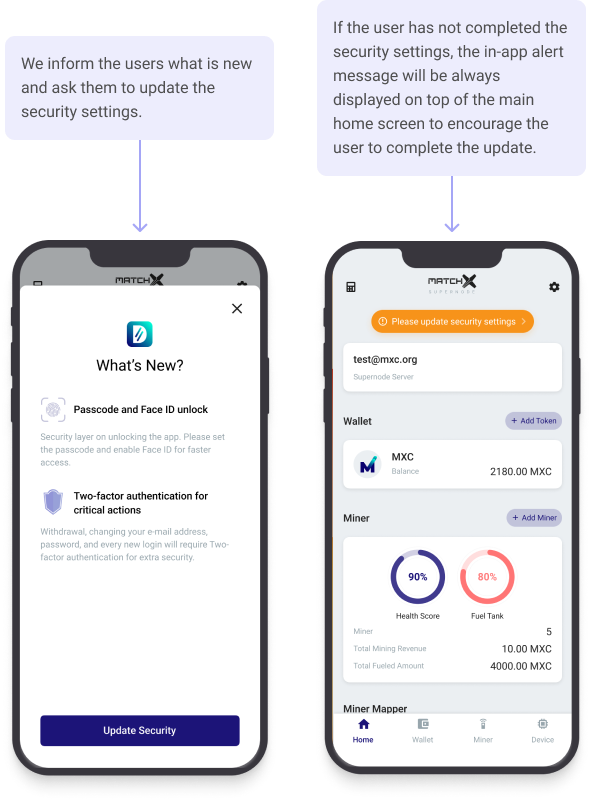 We inform the users what is new
and ask them to update the
security settings.
If the user has not completed the
security settings, the in-app alert
message will be always
displayed on top of the main
home screen to encourage the
user to complete the update.
MATCHX
What's New?
Passcode and Face ID unlock
Security layer on unlocking the app. Please set
the passcode and enable Face ID for faster
access.
Two-factor authentication for
critical actions
Withdrawal, changing your e-mail address,
password, and every new login will require Two-
factor authentication for extra security.
Update Security
MATCHX
SUPERNODE
Please update security settings
test@mxc.org
Supernode Server
Wallet
+ Add Token
MXC
Balance
2180.00 MXC
Miner
+ Add Miner
90%
80%
Health Score
Fuel Tank
Miner
5
Total Mining Revenue
10.00 MXC
Total Fueled Amount
4000.00 MXC
Miner Mapper
Home
Wallet
Miner
Device